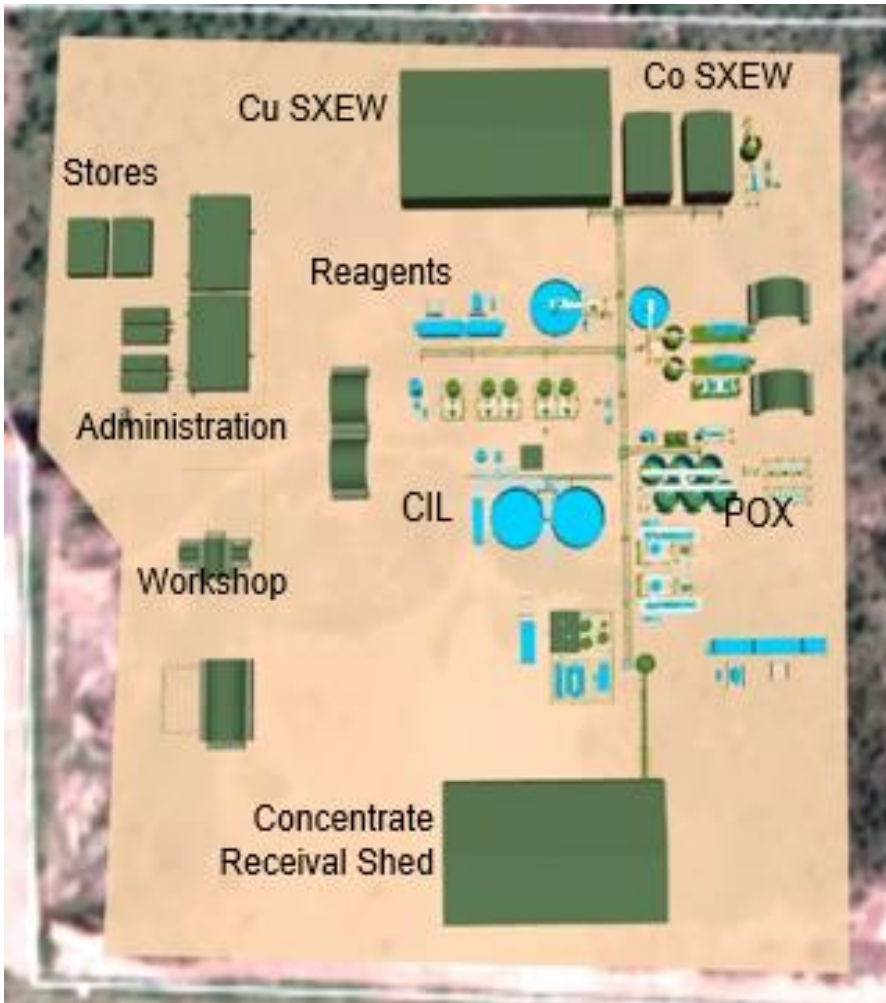 Cu SXEW
Co SXEW
Stores
Reagents
Administration
CIL
POX
Workshop
Concentrate
Receival Shed